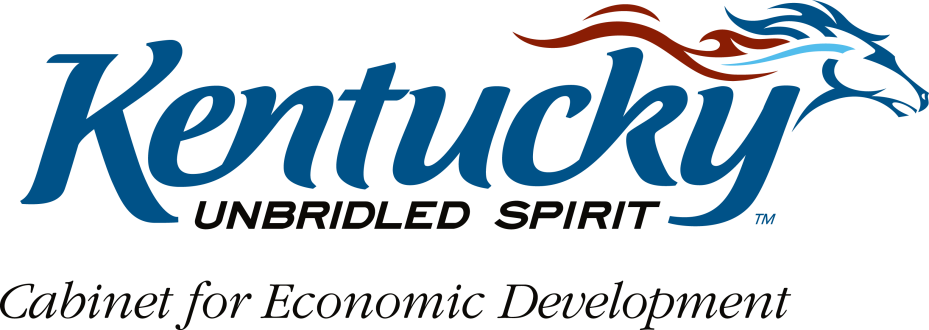 Kentucky
UNBRIDLED SPIRIT TM
Cabinet for Economic Development